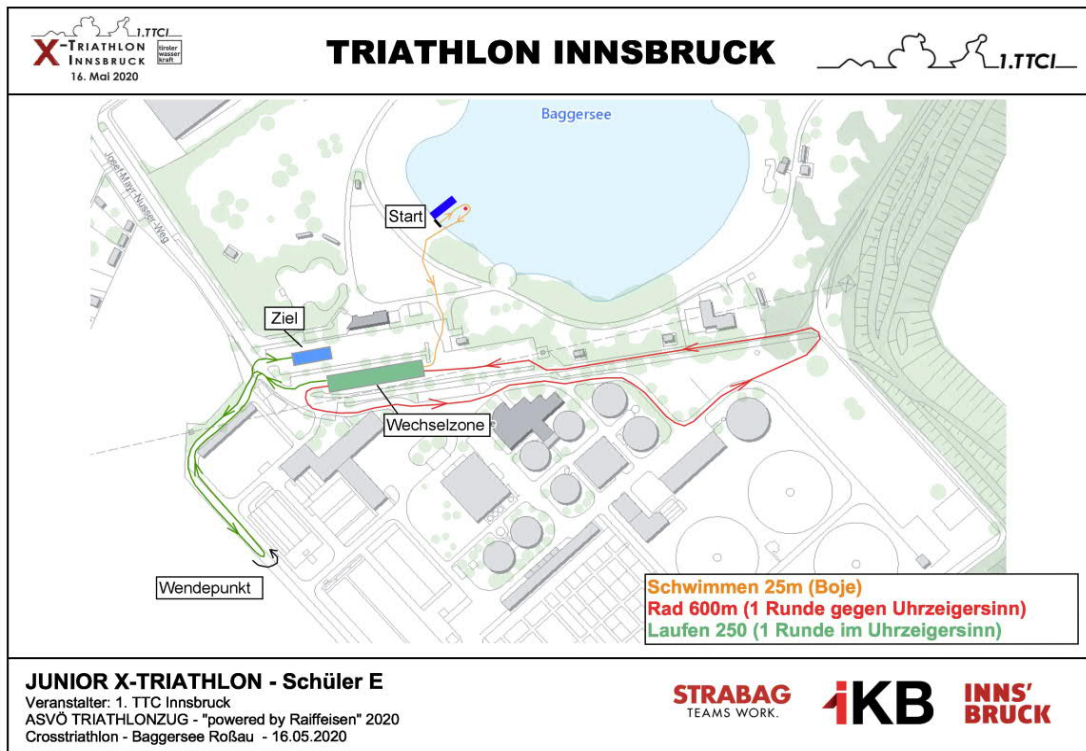 1.TTCI
X-TRIATHLON
INNSBRUCK
tiroler
wasser
kraft
16. Mai 2020
TRIATHLON INNSBRUCK
1.TTCI
Baggersee
Josef-Mayr-Nusser-Weg
Start
Ziel
Wechselzone
Wendepunkt
Schwimmen 25m (Boje)
Rad 600m (1 Runde gegen Uhrzeigersinn)
Laufen 250 (1 Runde im Uhrzeigersinn)
JUNIOR X-TRIATHLON - Schüler E
Veranstalter: 1. TTC Innsbruck
ASVÖ TRIATHLONZUG - "powered by Raiffeisen" 2020
Crosstriathlon - Baggersee Roßau - 16.05.2020
STRABAG
TEAMS WORK.
iKB
INNS'
BRUCK